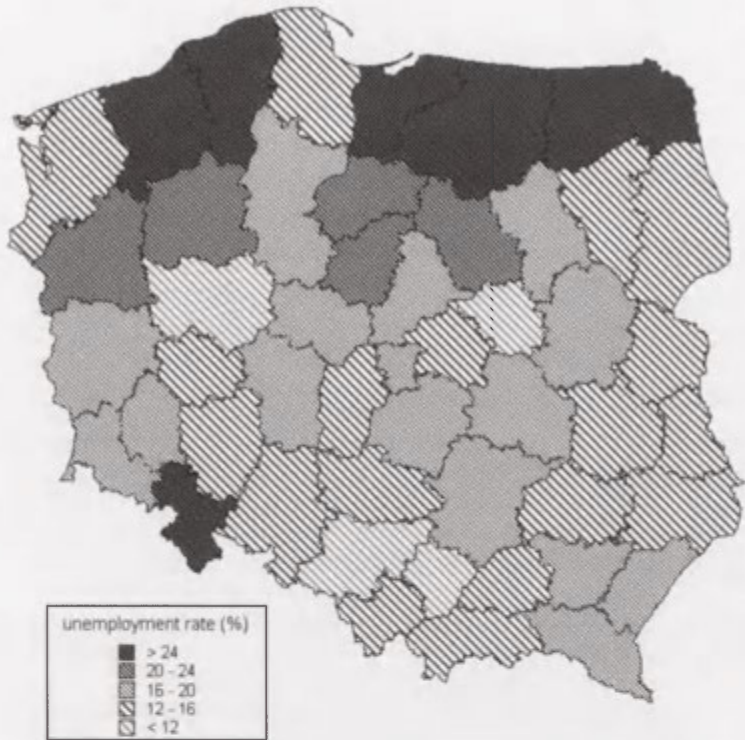 unemployment rate (%)
> 24
20 - 24
16 - 20
12 - 16
< 12